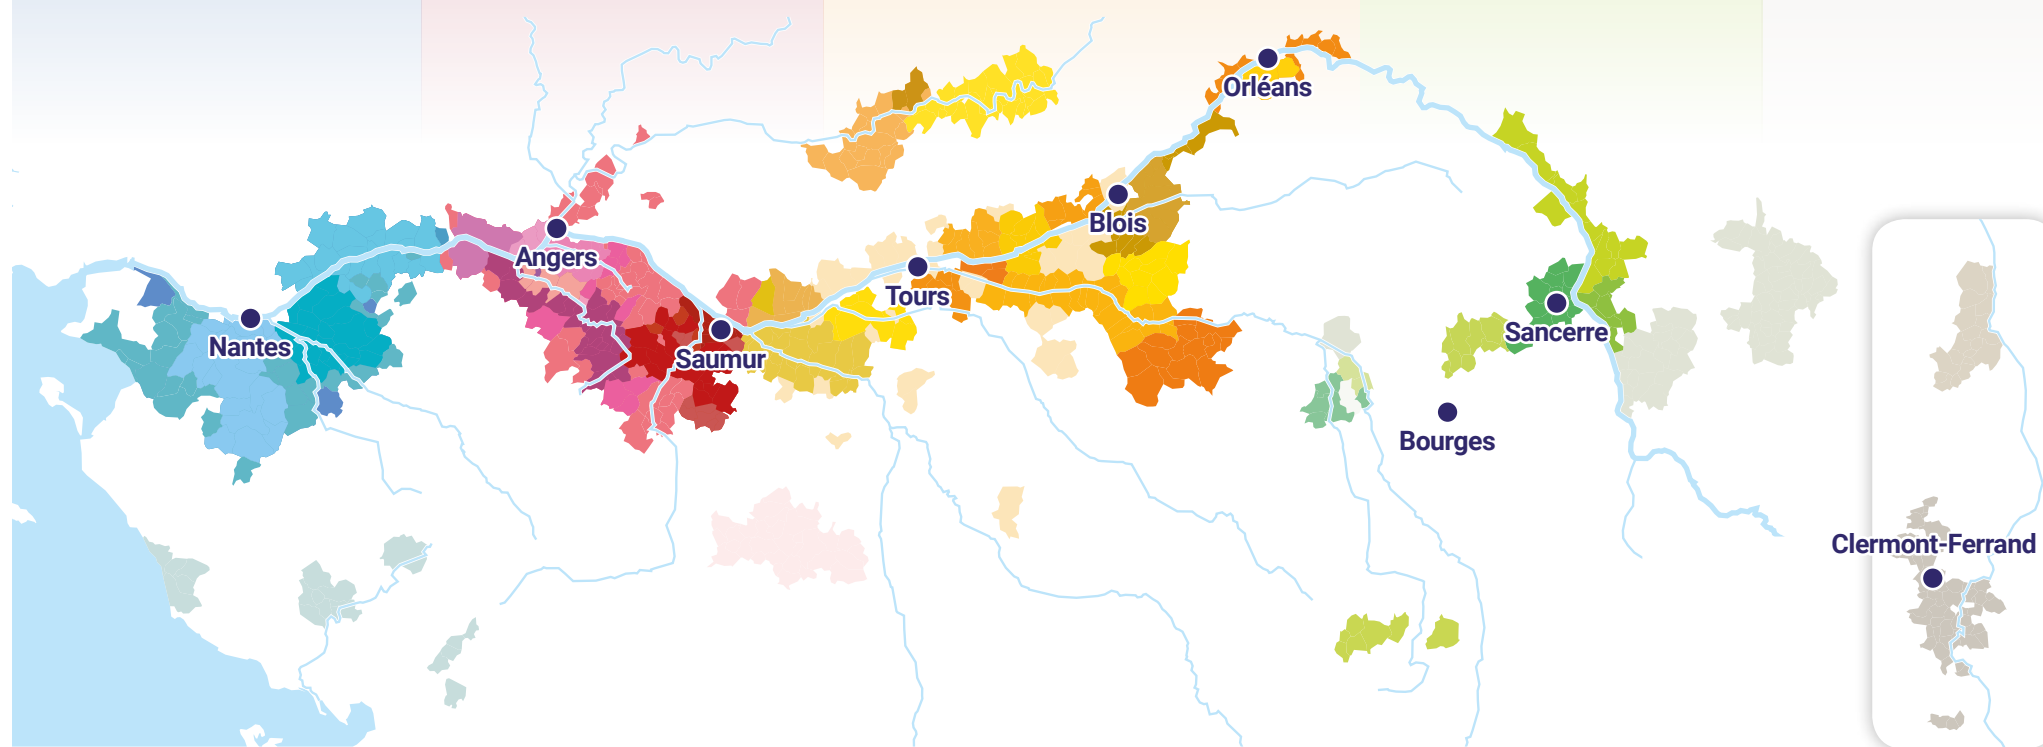 Orléans
Blois
Angers
Tours
Nantes
Saumur
Sancerre
Bourges
Clermont-Ferrand